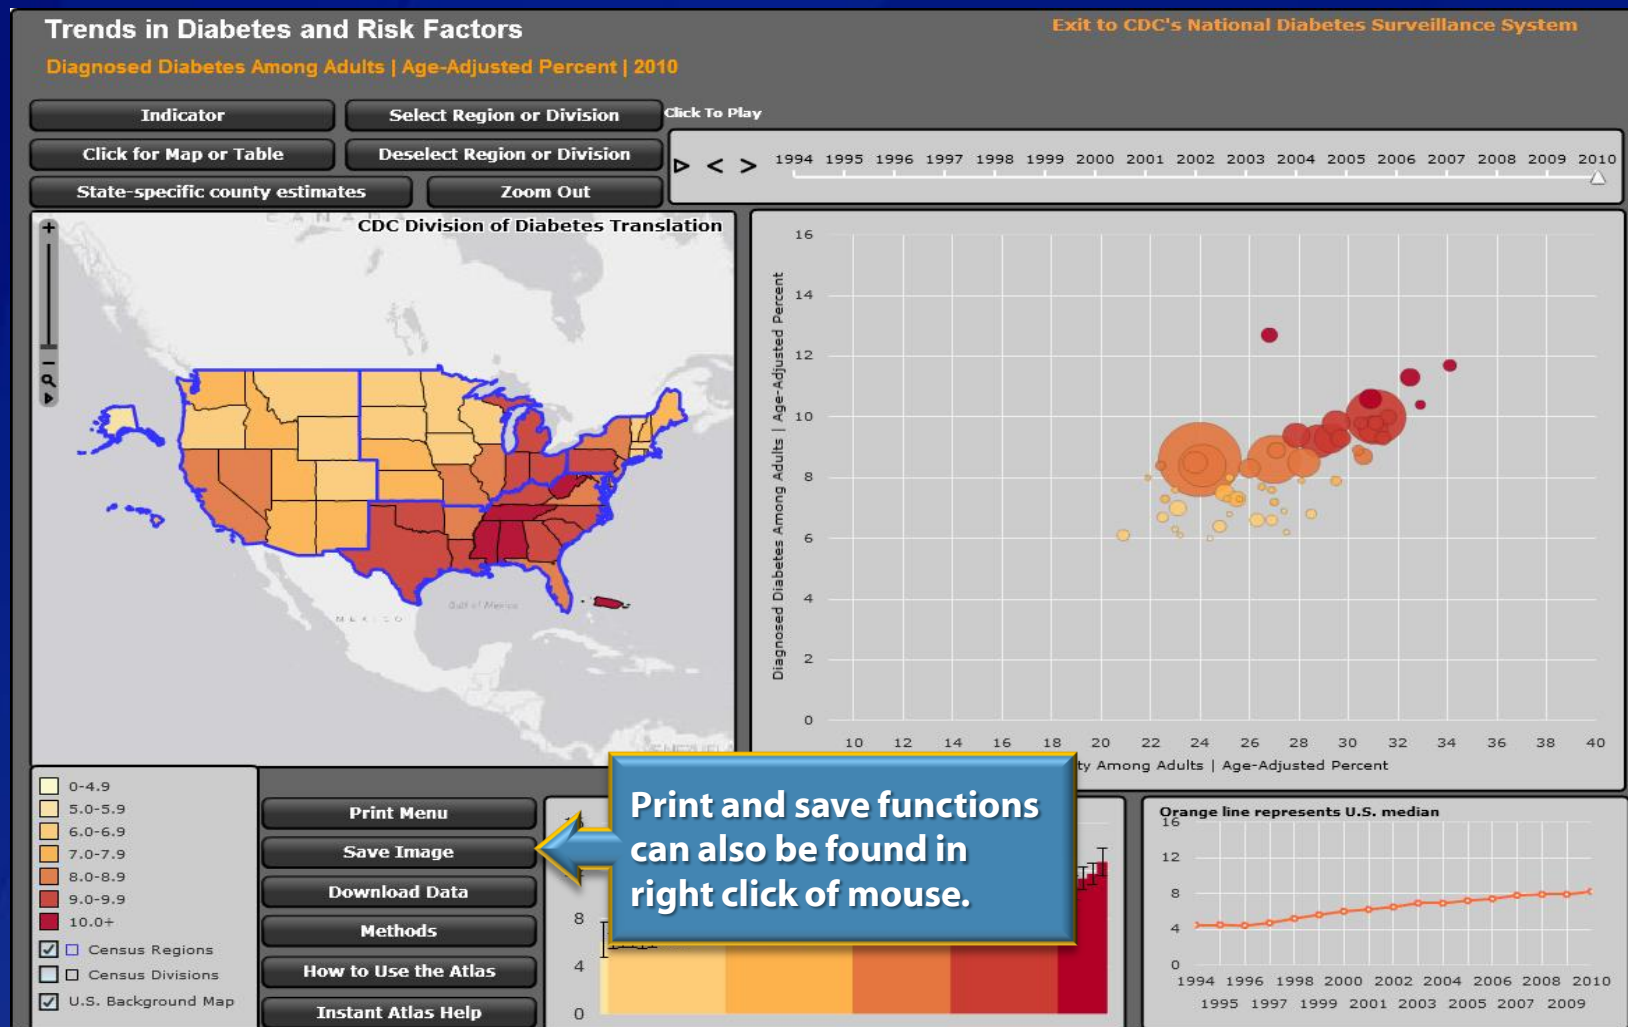 Trends in Diabetes and Risk Factors
Exit to CDC's National Diabetes Surveillance System
Diagnosed Diabetes Among Adults | Age-Adjusted Percent | 2010
Indicator
Select Region or Division
Click To Play
Click for Map or Table
Deselect Region or Division
1994 1995 1996 1997 1998 1999 2000 2001 2002 2003 2004 2005 2006 2007 2008 2009 2010
State-specific county estimates
Zoom Out
CANADA
CDC Division of Diabetes Translation
Gulf of Mexico
MEXICO
16
14
12
10
8
6
4
2
0
Diagnosed Diabetes Among Adults | Age-Adjusted Percent
10 12 14 16 18 20 22 24 26 28 30 32 34 36 38 40
Among Adults | Age-Adjusted Percent
0-4.9
5.0-5.9
6.0-6.9
7.0-7.9
8.0-8.9
9.0-9.9
10.0+
Census Regions
Census Divisions
U.S. Background Map
Print Menu
Save Image
Download Data
Methods
How to Use the Atlas
Instant Atlas Help
8
4
0
Print and save functions
can also be found in
right click of mouse.
Orange line represents U.S. median
16
12
8
4
0
1994 1996 1998 2000 2002 2004 2006 2008 2010
1995 1997 1999 2001 2003 2005 2007 2009